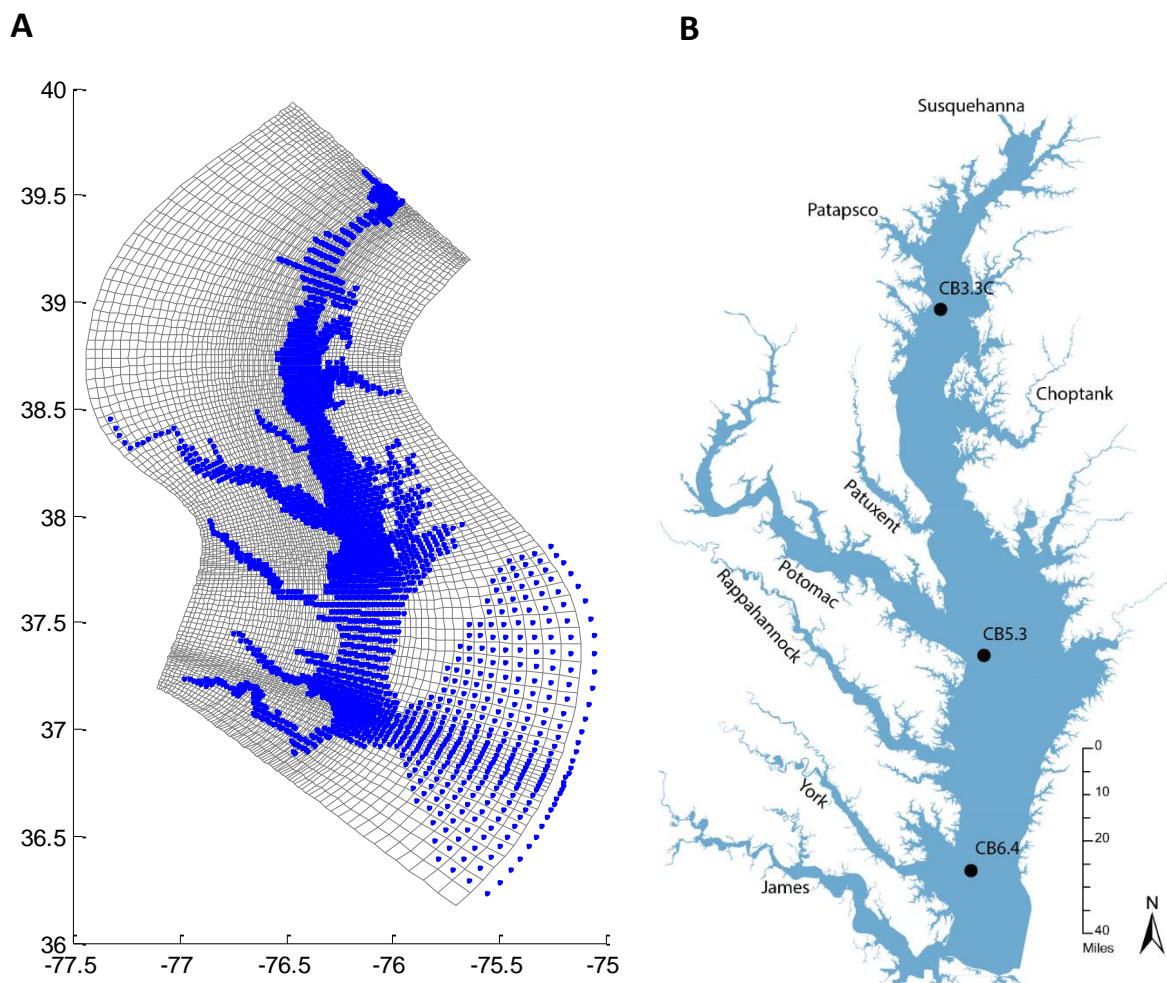 A
40
39.5
39
38.5
38
37.5
37
36.5
36
-77.5
-77
-76.5
-76
-75.5
-75
B
Susquehanna
Patapsco
CB3.3C
Choptank
Patuxent
Potomac
Rappahannock
CB5.3
York
CB6.4
James
0
10
20
40
Miles
N